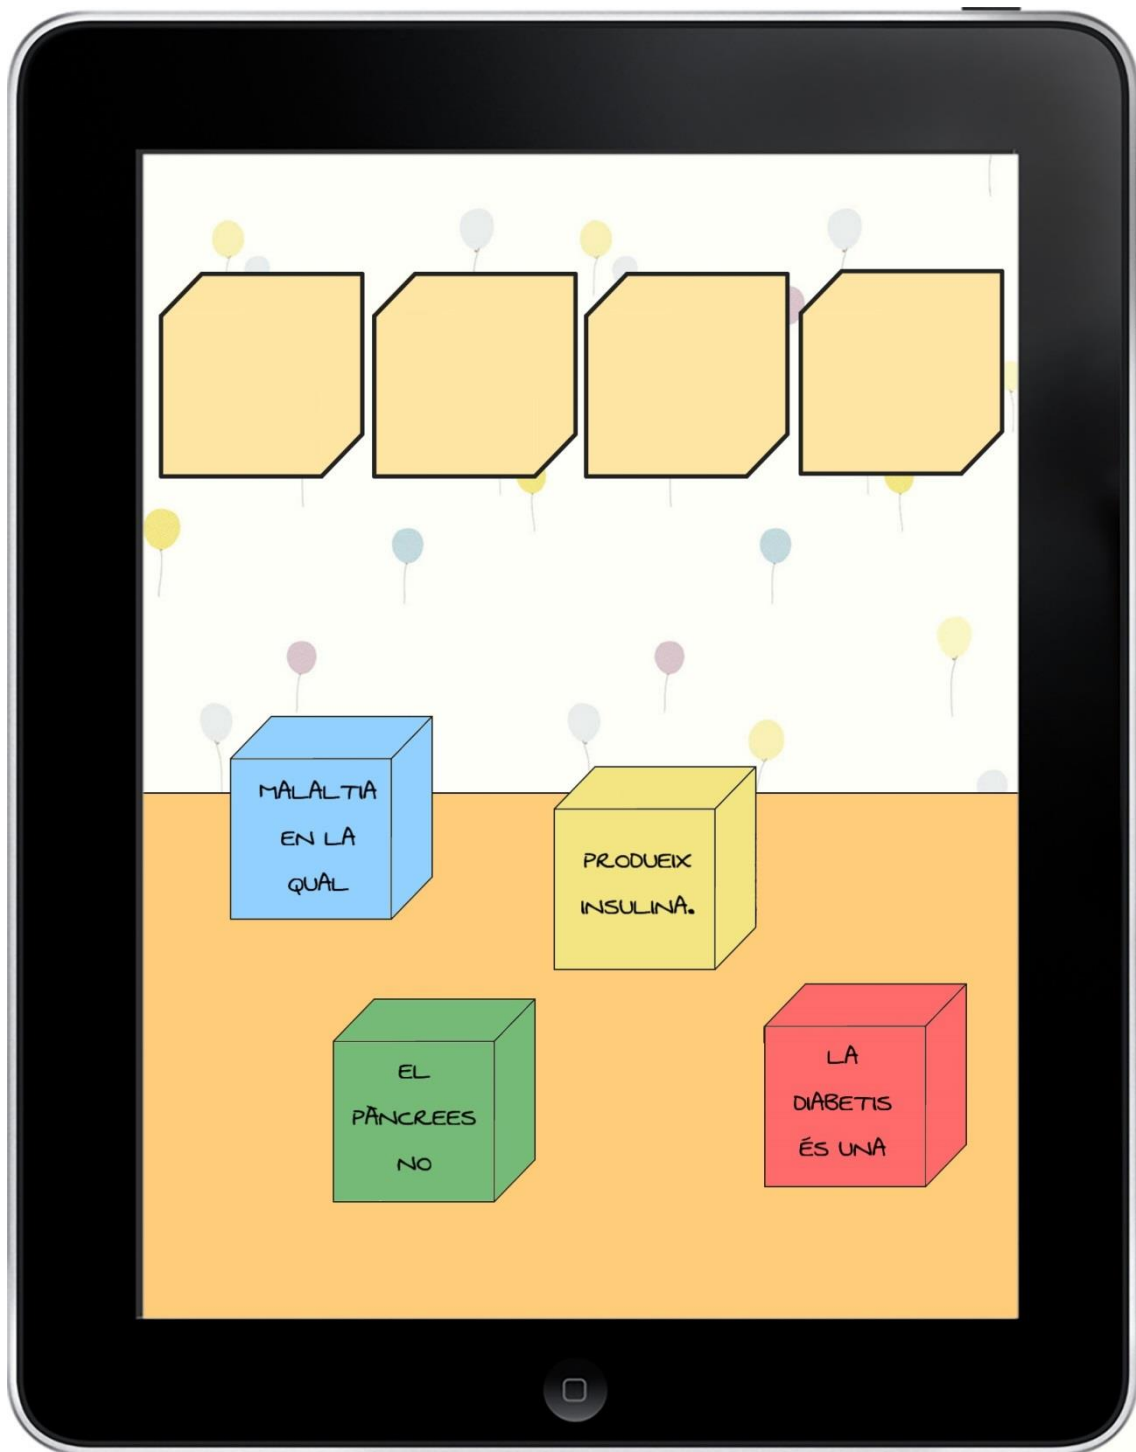 MALALTIA
EN LA
QUAL
PRODUEIX
INSULINA.
EL
PÀNCREES
NO
LA
DIABETIS
ÉS UNA